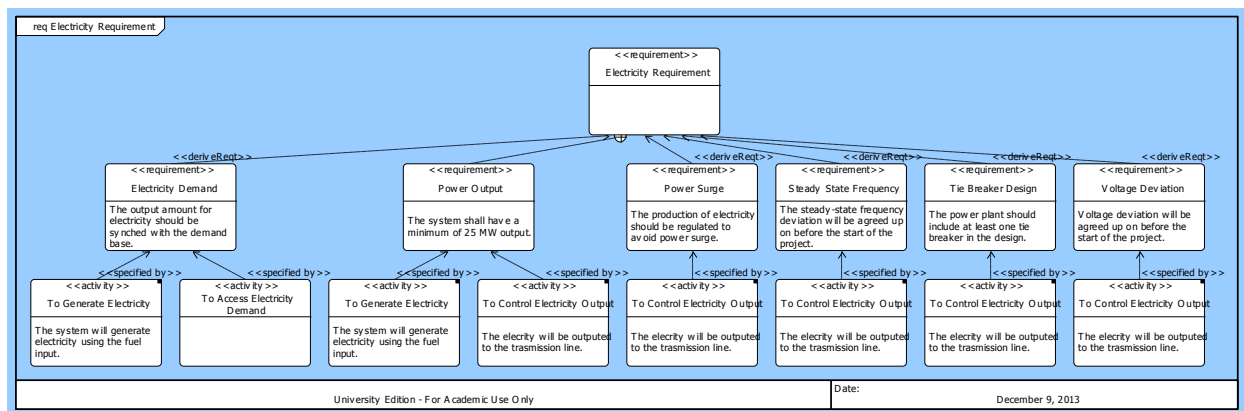 req Electricity Requirement
<<requirement>>
Electricity Requirement
<<deriveReqt>>
<<deriveReqt>>
<<deriveReqt>>
<<deriveReqt>>
<<deriveReqt>>
<<requirement>>
Electricity Demand
The output amount for
electricity should be
synched with the demand
base.
<<requirement>>
Power Output
The system shall have a
minimum of 25 MW output.
<<requirement>>
Power Surge
The production of electricity
should be regulated to
avoid power surge.
<<requirement>>
Steady State Frequency
The steady-state frequency
deviation will be agreed up
on before the start of the
project.
<<requirement>>
Tie Breaker Design
The power plant should
include at least one tie
breaker in the design.
<<requirement>>
Voltage Deviation
Voltage deviation will be
agreed up on before the
start of the project.
<<specified by>>
<<specified by>>
<<specified by>>
<<specified by>>
<<specified by>>
<<specified by>>
<<specified by>>
<<specified by>>
<<activity>>
To Generate Electricity
The system will generate
electricity using the fuel
input.
<<activity>>
To Access Electricity
Demand
<<activity>>
To Generate Electricity
The system will generate
electricity using the fuel
input.
<<activity>>
To Control Electricity Output
The elecrity will be outputed
to the trasmission line.
<<activity>>
To Control Electricity Output
The elecrity will be outputed
to the trasmission line.
<<activity>>
To Control Electricity Output
The elecrity will be outputed
to the trasmission line.
<<activity>>
To Control Electricity Output
The elecrity will be outputed
to the trasmission line.
<<activity>>
To Control Electricity Output
The elecrity will be outputed
to the trasmission line.
University Edition - For Academic Use Only
Date:
December 9, 2013